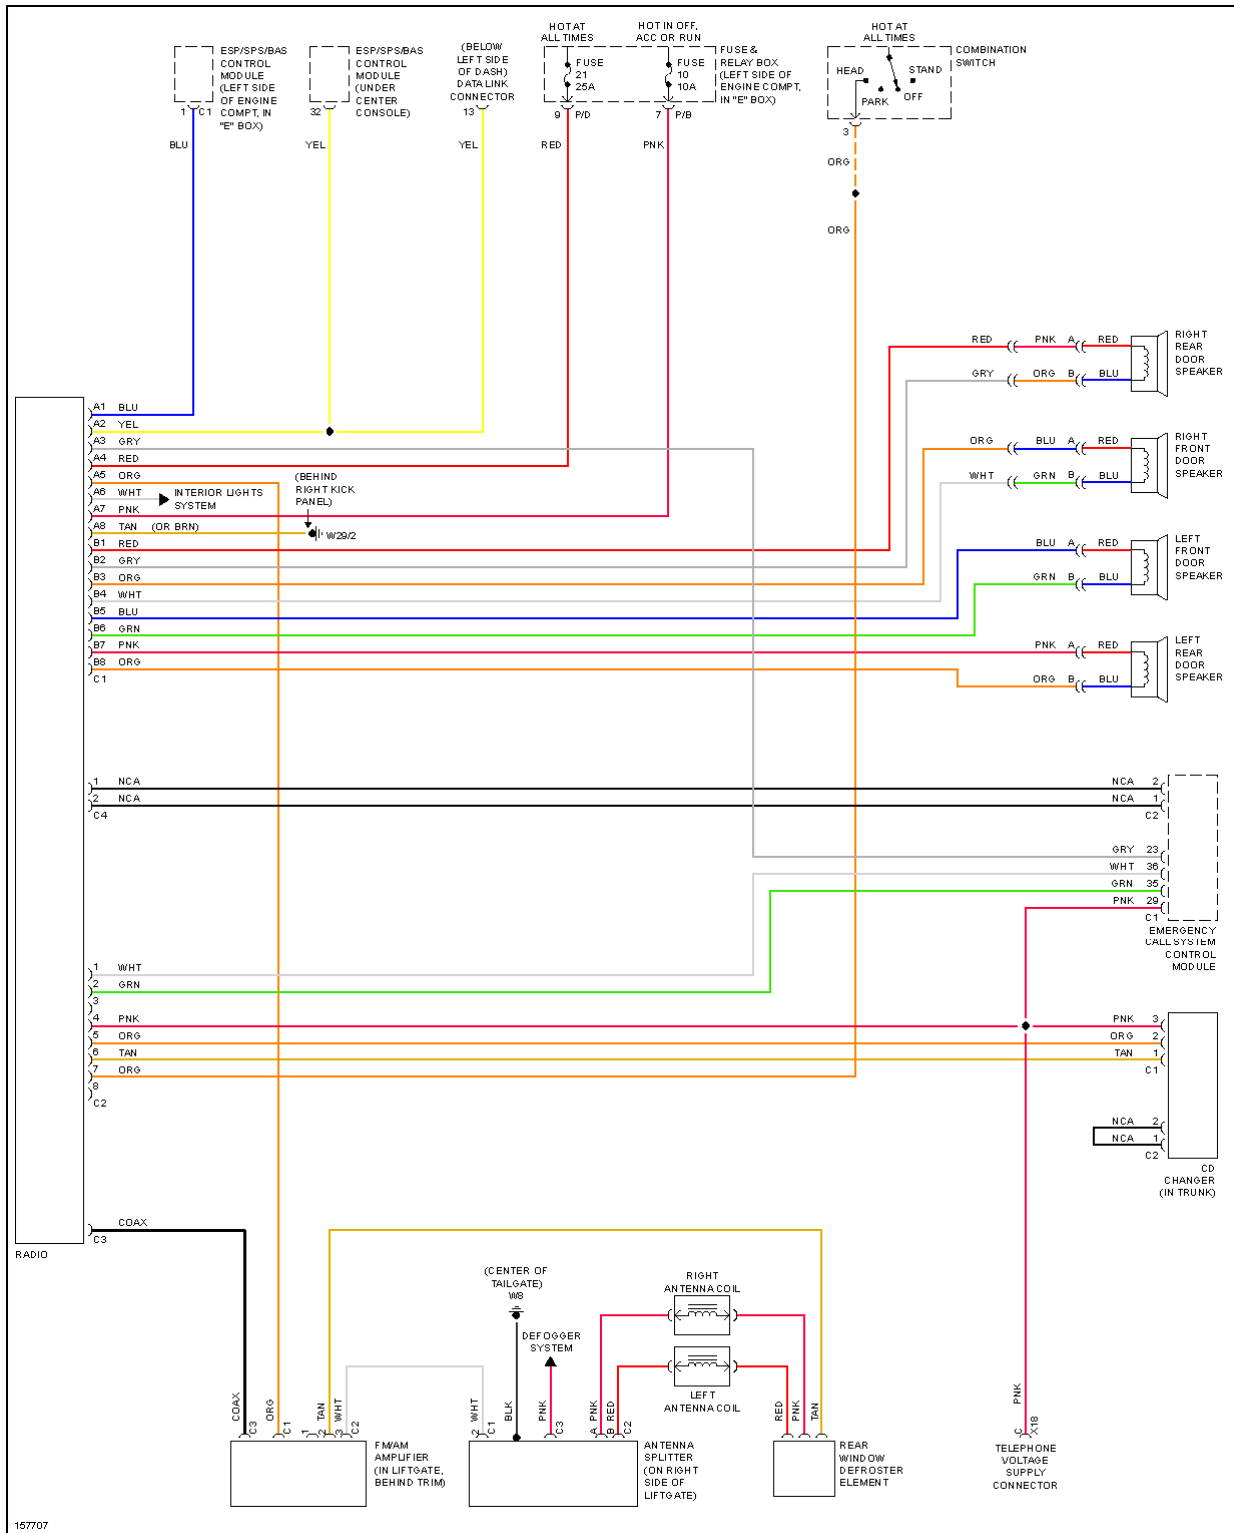 ESP/SPS/BAS
CONTROL
MODULE
(LEFT SIDE
OF ENGINE
COMPT, IN
"E" BOX)
1 C1
BLU
ESP/SPS/BAS
CONTROL
MODULE
(UNDER
CENTER
CONSOLE)
32
YEL
(BELOW
LEFT SIDE
OF DASH)
DATA LINK
CONNECTOR
13
YEL
HOT AT
ALL TIMES
FUSE
21
25A
9 P/D
RED
HOT IN OFF,
ACC OR RUN
FUSE
10
10A
7 P/B
PNK
FUSE &
RELAY BOX
(LEFT SIDE OF
ENGINE COMPT,
IN "E" BOX)
HOT AT
ALL TIMES
HEAD
STAND
PARK
OFF
COMBINATION
SWITCH
3
ORG
ORG
A1 BLU
A2 YEL
A3 GRY
A4 RED
A5 ORG
A6 WHT
INTERIOR LIGHTS
SYSTEM
A7 PNK
A8 TAN (OR BRN)
(BEHIND
RIGHT KICK
PANEL)
W29/2
B1 RED
B2 GRY
B3 ORG
B4 WHT
B5 BLU
B6 GRN
B7 PNK
B8 ORG
C1
RED PNK A RED
GRY ORG B BLU
RIGHT
REAR
DOOR
SPEAKER
ORG BLU A RED
WHT GRN B BLU
RIGHT
FRONT
DOOR
SPEAKER
BLU A RED
GRN B BLU
LEFT
FRONT
DOOR
SPEAKER
PNK A RED
ORG B BLU
LEFT
REAR
DOOR
SPEAKER
1 NCA
2 NCA
C4
NCA 2
NCA 1
C2
GRY 23
WHT 36
GRN 35
PNK 29
C1
EMERGENCY
CALL SYSTEM
CONTROL
MODULE
1 WHT
2 GRN
3
4 PNK
5 ORG
6 TAN
7 ORG
8
C2
PNK 3
ORG 2
TAN 1
C1
NCA 2
NCA 1
C2
CD
CHANGER
(IN TRUNK)
COAX
C3
RADIO
(CENTER OF
TAILGATE)
W8
DEFOGGER
SYSTEM
RIGHT
ANTENNA COIL
LEFT
ANTENNA COIL
COAX
C3
ORG
C1
1
2 TAN
3 WHT
C2
FM/AM
AMPLIFIER
(IN LIFTGATE,
BEHIND TRIM)
2 WHT
C1
BLK
PNK
C3
A PNK
B RED
C2
ANTENNA
SPLITTER
(ON RIGHT
SIDE OF
LIFTGATE)
RED
PNK
TAN
REAR
WINDOW
DEFROSTER
ELEMENT
PNK
C X18
TELEPHONE
VOLTAGE
SUPPLY
CONNECTOR
157707